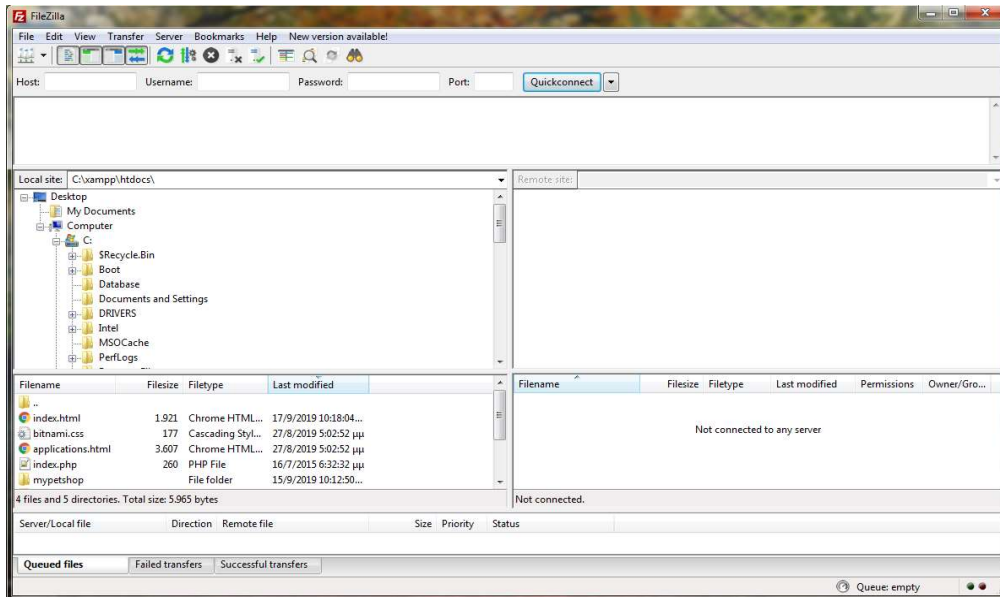 FileZilla
File Edit View Transfer Server Bookmarks Help New version available!
Host: Username: Password: Port: Quickconnect
Local site: C:\xampp\htdocs\
Remote site:
Desktop
My Documents
Computer
C:
$Recycle.Bin
Boot
Database
Documents and Settings
DRIVERS
Intel
MSOCache
PerfLogs
Filename Filesize Filetype Last modified
..
index.html 1.921 Chrome HTML... 17/9/2019 10:18:04...
bitnami.css 177 Cascading Styl... 27/8/2019 5:02:52 μμ
applications.html 3.607 Chrome HTML... 27/8/2019 5:02:52 μμ
index.php 260 PHP File 16/7/2015 6:32:32 μμ
mypetshop File folder 15/9/2019 10:12:50...
4 files and 5 directories. Total size: 5.965 bytes
Filename Filesize Filetype Last modified Permissions Owner/Gro...
Not connected to any server
Not connected.
Server/Local file Direction Remote file Size Priority Status
Queued files Failed transfers Successful transfers
Queue: empty